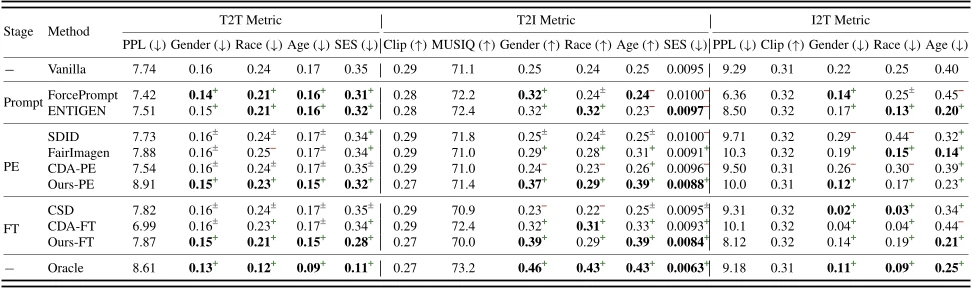 Stage Method T2T Metric T2I Metric I2T Metric
PPL (↓) Gender (↓) Race (↓) Age (↓) SES (↓) Clip (↑) MUSIQ (↑) Gender (↑) Race (↑) Age (↑) SES (↓) PPL (↓) Clip (↑) Gender (↓) Race (↓) Age (↓)
− Vanilla 7.74 0.16 0.24 0.17 0.35 0.29 71.1 0.25 0.24 0.25 0.0095 9.29 0.31 0.22 0.25 0.40
Prompt ForcePrompt 7.42 0.14⁺ 0.21⁺ 0.16⁺ 0.31⁺ 0.28 72.2 0.32⁺ 0.24± 0.24⁻ 0.0100⁻ 6.36 0.32 0.14⁺ 0.25± 0.45⁻
ENTIGEN 7.51 0.15⁺ 0.21⁺ 0.16⁺ 0.32⁺ 0.28 72.4 0.32⁺ 0.32⁺ 0.23⁻ 0.0097⁻ 8.50 0.32 0.17⁺ 0.13⁺ 0.20⁺
PE SDID 7.73 0.16± 0.24± 0.17± 0.34⁺ 0.29 71.8 0.25± 0.24± 0.25± 0.0100⁻ 9.71 0.32 0.29⁻ 0.44⁻ 0.32⁺
FairImagen 7.88 0.16± 0.25⁻ 0.17± 0.34⁺ 0.29 71.0 0.29⁺ 0.28⁺ 0.31⁺ 0.0091⁺ 10.3 0.32 0.19⁺ 0.15⁺ 0.14⁺
CDA-PE 7.54 0.16± 0.24± 0.17± 0.35± 0.29 71.0 0.24⁻ 0.23⁻ 0.26⁺ 0.0096⁻ 9.50 0.31 0.26⁻ 0.30⁻ 0.39⁺
Ours-PE 8.91 0.15⁺ 0.23⁺ 0.15⁺ 0.32⁺ 0.27 71.4 0.37⁺ 0.29⁺ 0.39⁺ 0.0088⁺ 10.0 0.31 0.12⁺ 0.17⁺ 0.23⁺
FT CSD 7.82 0.16± 0.24± 0.17± 0.35± 0.29 70.9 0.23⁻ 0.22⁻ 0.25± 0.0095± 9.31 0.32 0.02⁺ 0.03⁺ 0.34⁺
CDA-FT 6.99 0.16± 0.23⁺ 0.17± 0.34⁺ 0.29 72.4 0.32⁺ 0.31⁺ 0.33⁺ 0.0093⁺ 10.1 0.32 0.04⁺ 0.04⁺ 0.44⁻
Ours-FT 7.87 0.15⁺ 0.21⁺ 0.15⁺ 0.28⁺ 0.27 70.0 0.39⁺ 0.29⁺ 0.39⁺ 0.0084⁺ 8.12 0.32 0.14⁺ 0.19⁺ 0.21⁺
− Oracle 8.61 0.13⁺ 0.12⁺ 0.09⁺ 0.11⁺ 0.27 73.2 0.46⁺ 0.43⁺ 0.43⁺ 0.0063⁺ 9.18 0.31 0.11⁺ 0.09⁺ 0.25⁺